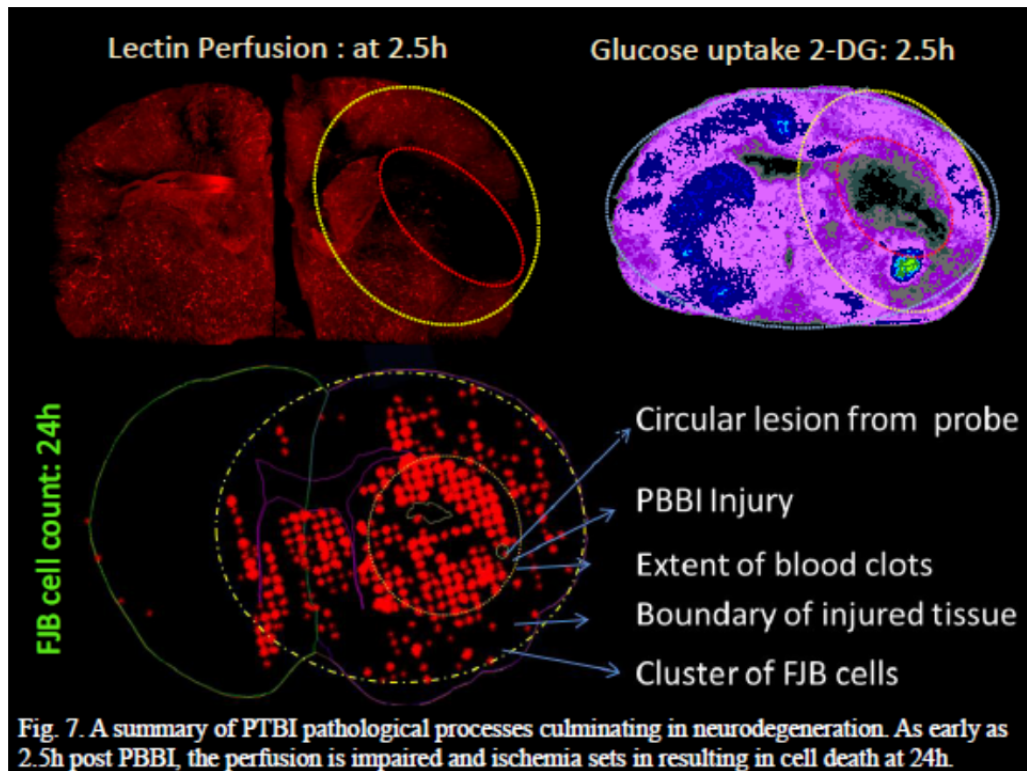 Lectin Perfusion : at 2.5h
Glucose uptake 2-DG: 2.5h
FJB cell count: 24h
Circular lesion from probe
PBBI Injury
Extent of blood clots
Boundary of injured tissue
Cluster of FJB cells
Fig. 7. A summary of PTBI pathological processes culminating in neurodegeneration. As early as
2.5h post PBBI, the perfusion is impaired and ischemia sets in resulting in cell death at 24h.